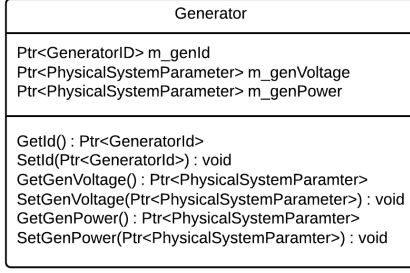 Generator
Ptr<GeneratorID> m_genId
Ptr<PhysicalSystemParameter> m_genVoltage
Ptr<PhysicalSystemParameter> m_genPower
GetId() : Ptr<GeneratorId>
SetId(Ptr<GeneratorId>) : void
GetGenVoltage() : Ptr<PhysicalSystemParamter>
SetGenVoltage(Ptr<PhysicalSystemParameter>) : void
GetGenPower() : Ptr<PhysicalSystemParamter>
SetGenPower(Ptr<PhysicalSystemParamter>) : void